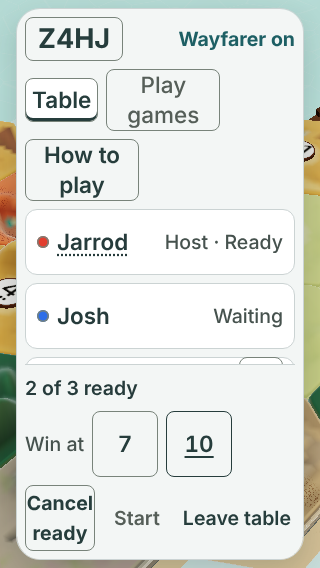 Z4HJ Wayfarer on
Table
Play
games
How to
play
Jarrod Host · Ready
Josh Waiting
2 of 3 ready
Win at 7 10
Cancel
ready
Start Leave table